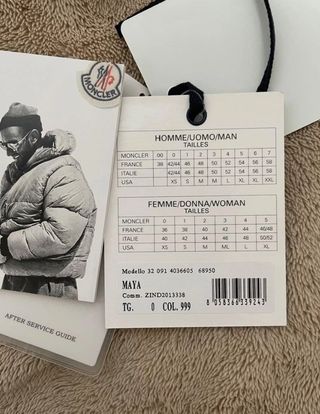 MONCLER
HOMME/UOMO/MAN
TAILLES
MONCLER .00 0 1 2 3 4 5 6 7
FRANCE 38 42/44 46 48 50 52 54 56 58
ITALIE 42/44 46 48 50 52 54 56 58
USA XS S M M L L XL XXL
FEMME/DONNA/WOMAN
TAILLES
MONCLER 0 1 2 3 4 5
FRANCE 36 38 40 42 44 46/48
ITALIE 40 42 44 46 48 50/52
USA XS S M M L XL
Modello 32 091 4036605 68950
MAYA
Comm. ZIND2013338
TG. 0 COL. 999
8 058366 339243
AFTER SERVICE GUIDE